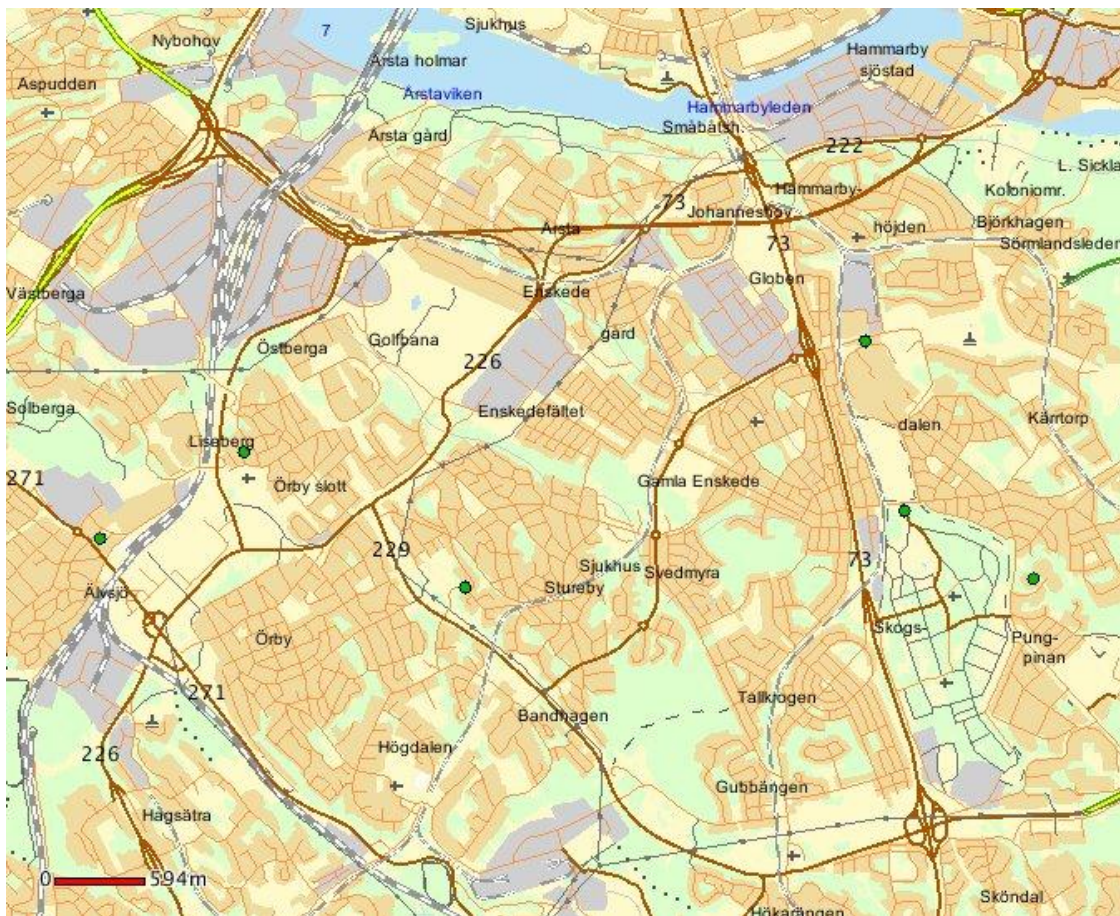 Sjukhus
7
Nybohov
Hammarby
sjöstad
Årsta holmar
Aspudden
Årstaviken
Hammarbyleden
Småbåtsh.
Årsta gård
222
L. Sickla
Koloniomr.
Hammarby-
73
Johanneshov
Björkhagen
höjden
Årsta
Sörmlandsleden
73
Globen
Västberga
Enskede
gård
Golfbana
Östberga
226
Solberga
Enskedefältet
Kärrtorp
dalen
Liseberg
271
Örby slott
Gamla Enskede
229
73
Sjukhus
Svedmyra
Stureby
Älvsjö
Skogs-
Örby
Pung-
pinan
271
Tallkrogen
Bandhagen
Högdalen
226
Gubbängen
Hagsätra
0
594m
Sköndal
Hökarängen